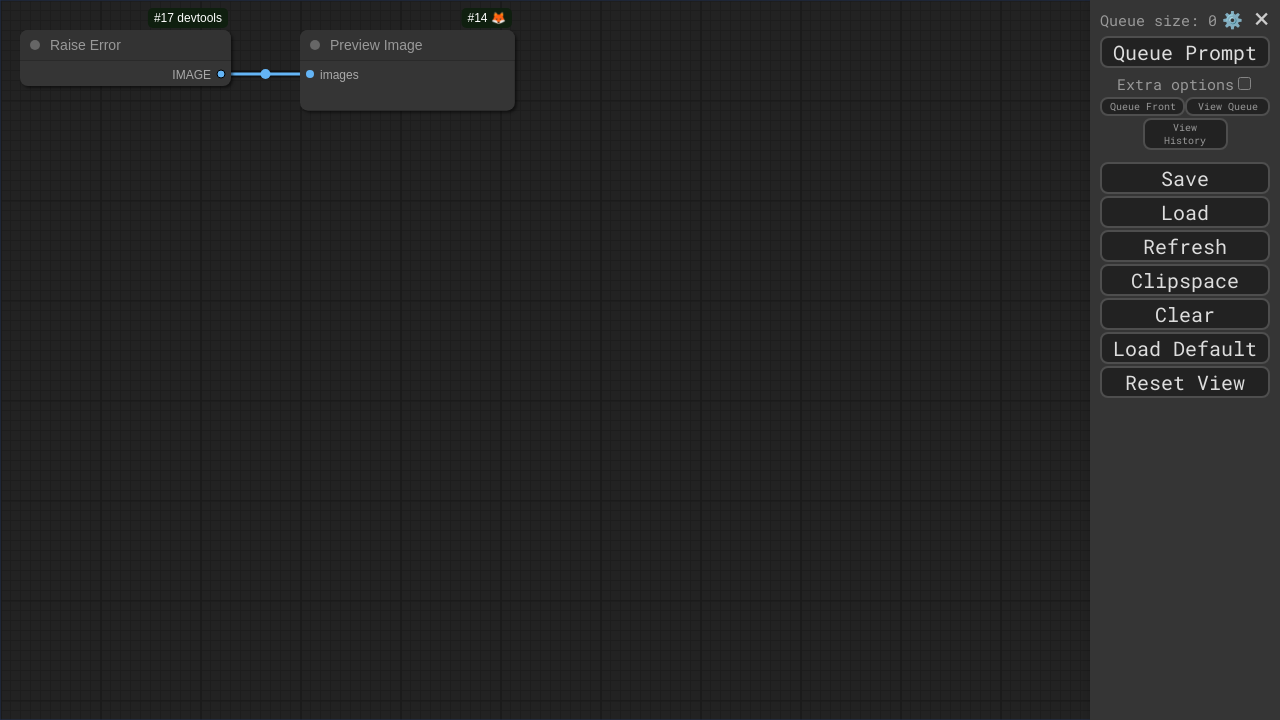 #17 devtools
#14 🦊
Raise Error
Preview Image
IMAGE
images
Queue size: 0 ⚙️ ✕
Queue Prompt
Extra options
Queue Front
View Queue
View
History
Save
Load
Refresh
Clipspace
Clear
Load Default
Reset View